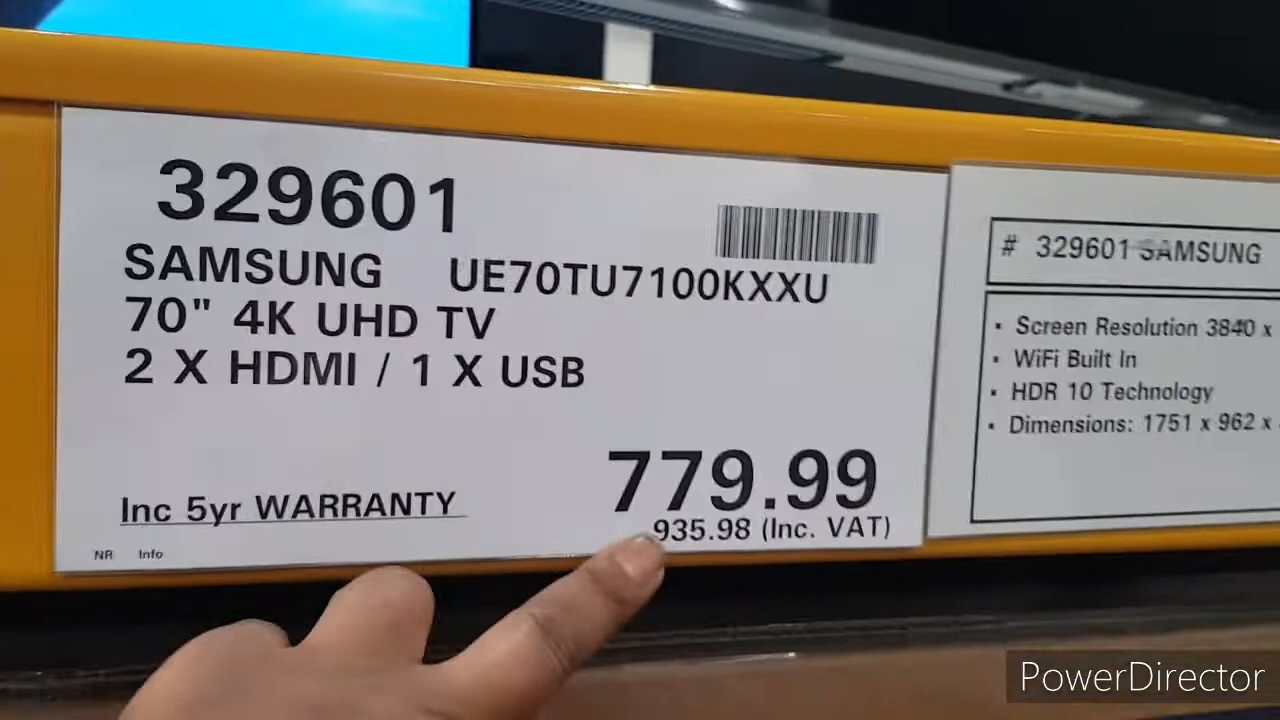 329601
SAMSUNG UE70TU7100KXXU
70" 4K UHD TV
2 X HDMI / 1 X USB
779.99
935.98 (Inc. VAT)
Inc 5yr WARRANTY
NR Info
# 329601 SAMSUNG
• Screen Resolution 3840 x
• WiFi Built In
• HDR 10 Technology
• Dimensions: 1751 x 962 x
PowerDirector